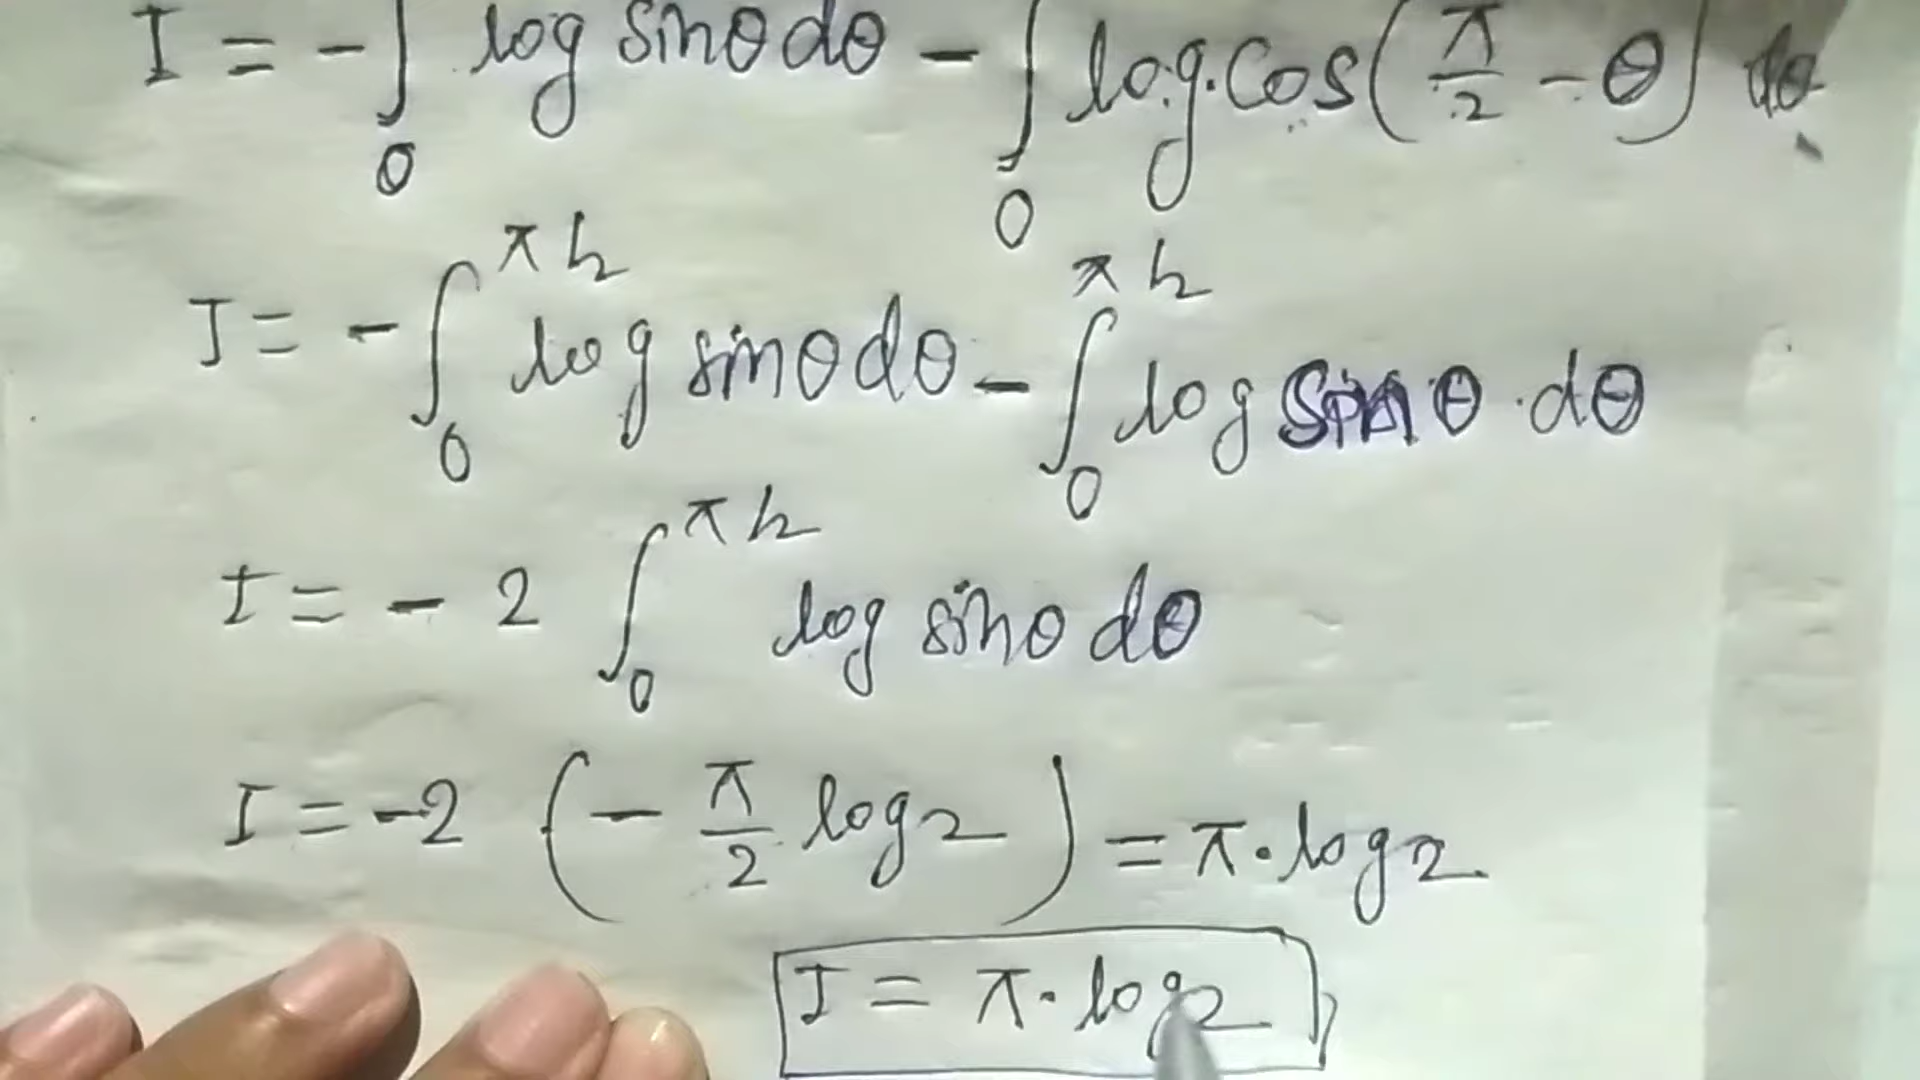 I = -∫₀ log sinθ dθ - ∫₀ log.cos(π/2 - θ) dθ
I = -∫₀^(π/2) log sinθ dθ - ∫₀^(π/2) log sinθ.dθ
I = -2 ∫₀^(π/2) log sinθ dθ
I = -2 (-π/2 log2) = π.log2
I = π.log2